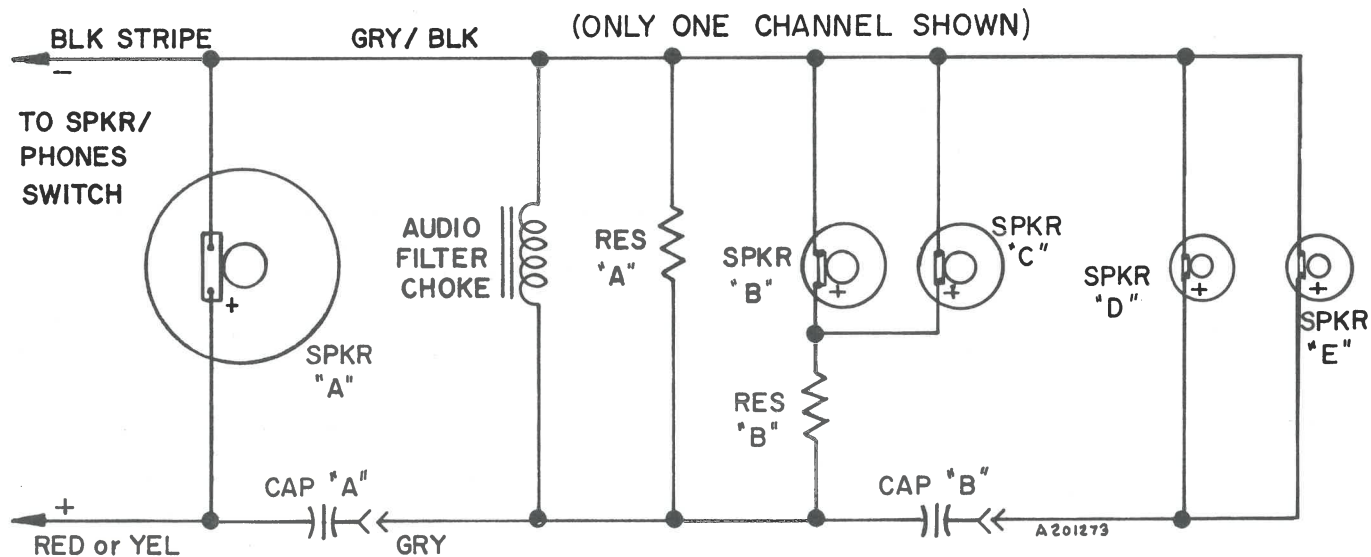 BLK STRIPE
GRY/ BLK
(ONLY ONE CHANNEL SHOWN)
−
TO SPKR/
PHONES
SWITCH
+
SPKR
"A"
AUDIO
FILTER
CHOKE
RES
"A"
SPKR
"B"
+
SPKR
"C"
+
SPKR
"D"
+
SPKR
"E"
+
RES
"B"
CAP "A"
CAP "B"
+
RED or YEL
GRY
A201273